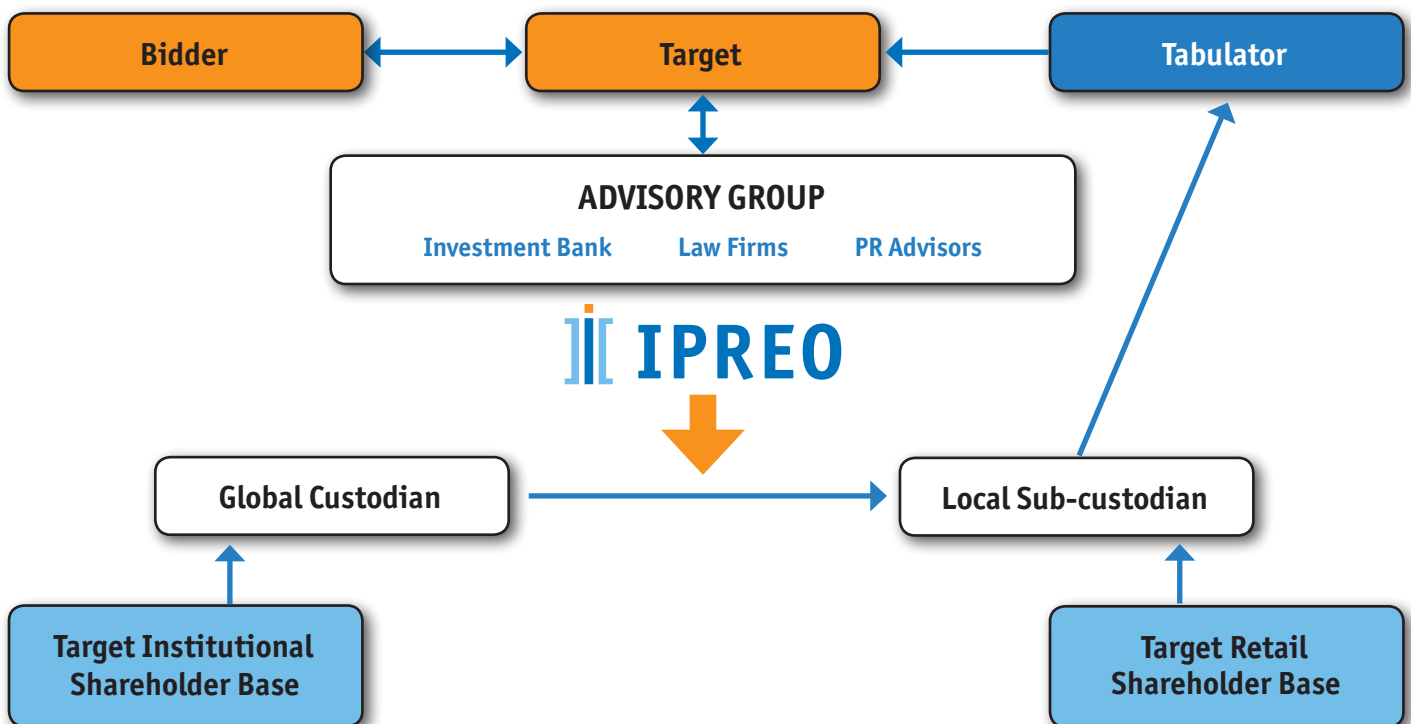 Bidder
Target
Tabulator
ADVISORY GROUP
Investment Bank Law Firms PR Advisors
IPREO
Global Custodian
Local Sub-custodian
Target Institutional
Shareholder Base
Target Retail
Shareholder Base